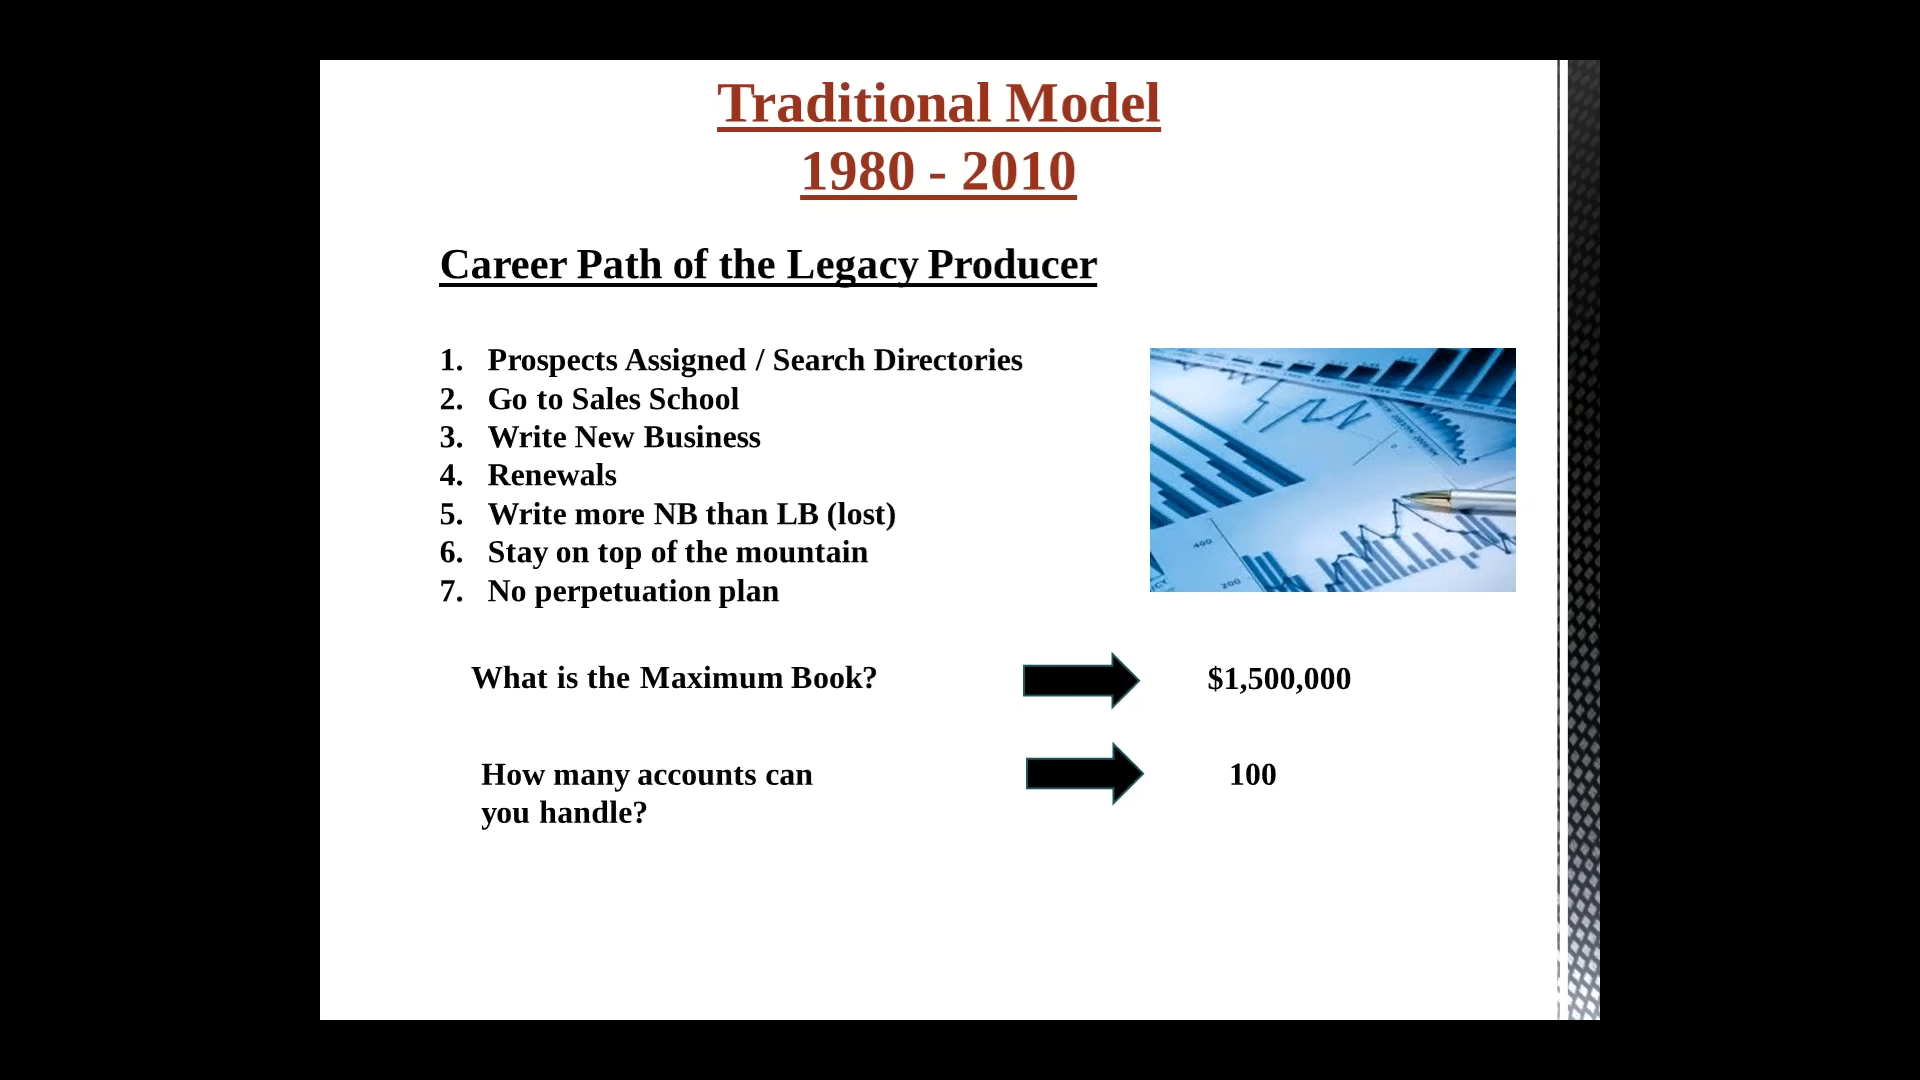 Traditional Model
1980 - 2010
Career Path of the Legacy Producer
1. Prospects Assigned / Search Directories
2. Go to Sales School
3. Write New Business
4. Renewals
5. Write more NB than LB (lost)
6. Stay on top of the mountain
7. No perpetuation plan
400
200
What is the Maximum Book?
$1,500,000
How many accounts can
you handle?
100